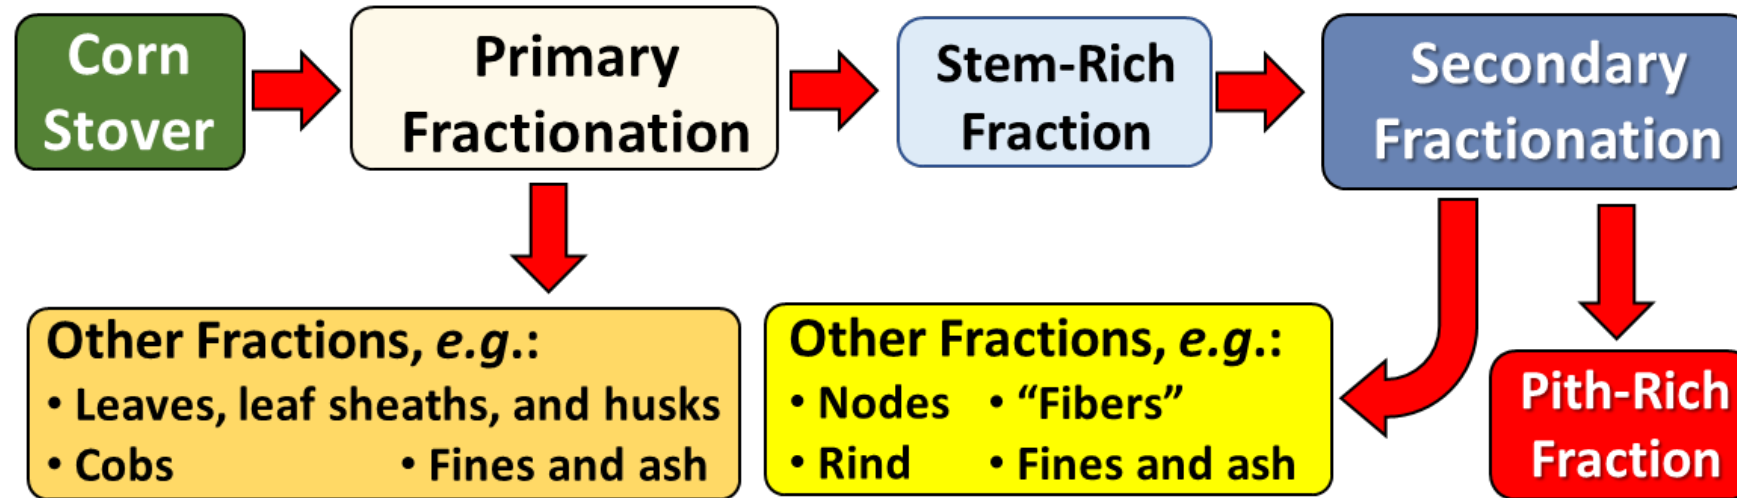 Corn
Stover
Primary
Fractionation
Stem-Rich
Fraction
Secondary
Fractionation
Other Fractions, e.g.:
• Leaves, leaf sheaths, and husks
• Cobs • Fines and ash
Other Fractions, e.g.:
• Nodes • “Fibers”
• Rind • Fines and ash
Pith-Rich
Fraction